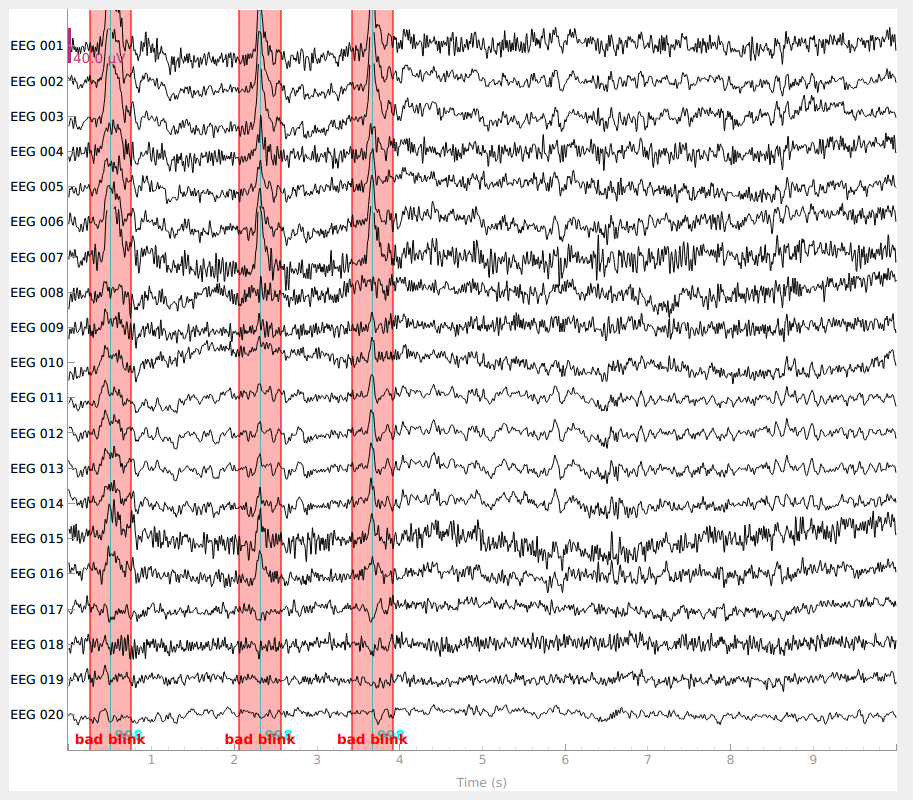 EEG 001
40.0 µV
EEG 002
EEG 003
EEG 004
EEG 005
EEG 006
EEG 007
EEG 008
EEG 009
EEG 010
EEG 011
EEG 012
EEG 013
EEG 014
EEG 015
EEG 016
EEG 017
EEG 018
EEG 019
EEG 020
998 998 998
bad blink bad blink bad blink
1 2 3 4 5 6 7 8 9
Time (s)